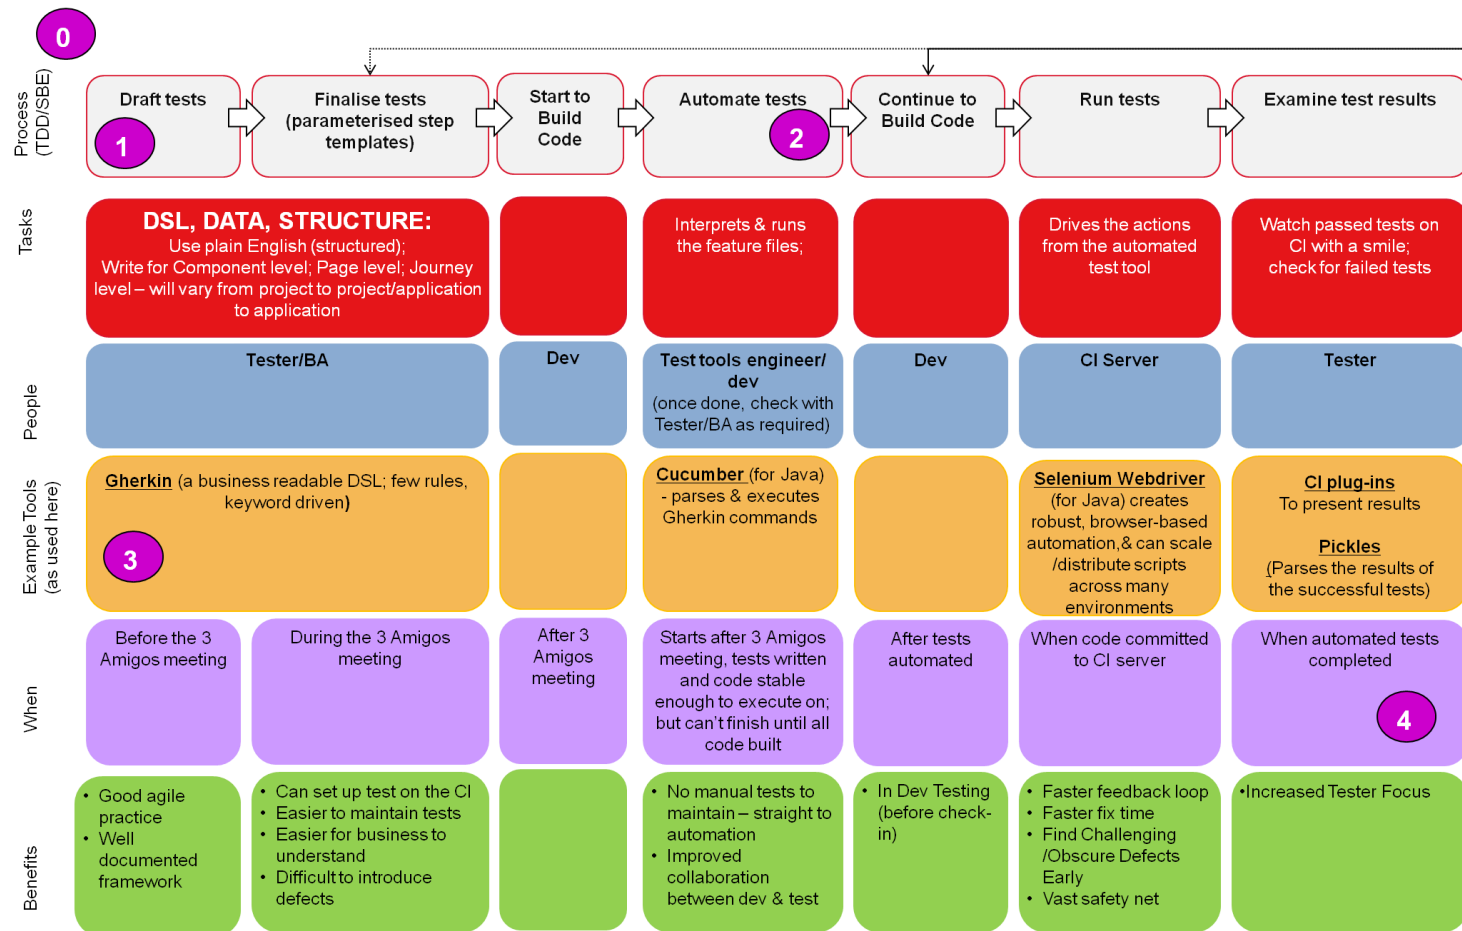 0
Process
(TDD/SBE)
Draft tests
1
Finalise tests
(parameterised step
templates)
Start to
Build
Code
Automate tests
2
Continue to
Build Code
Run tests
Examine test results
Tasks
DSL, DATA, STRUCTURE:
Use plain English (structured);
Write for Component level; Page level; Journey
level – will vary from project to project/application
to application
Interprets & runs
the feature files;
Drives the actions
from the automated
test tool
Watch passed tests on
CI with a smile;
check for failed tests
People
Tester/BA
Dev
Test tools engineer/
dev
(once done, check with
Tester/BA as required)
Dev
CI Server
Tester
Example Tools
(as used here)
Gherkin (a business readable DSL; few rules,
keyword driven)
3
Cucumber (for Java)
- parses & executes
Gherkin commands
Selenium Webdriver
(for Java) creates
robust, browser-based
automation,& can scale
/distribute scripts
across many
environments
CI plug-ins
To present results
Pickles
(Parses the results of
the successful tests)
When
Before the 3
Amigos meeting
During the 3 Amigos
meeting
After 3
Amigos
meeting
Starts after 3 Amigos
meeting, tests written
and code stable
enough to execute on;
but can't finish until all
code built
After tests
automated
When code committed
to CI server
When automated tests
completed
4
Benefits
• Good agile
practice
• Well
documented
framework
• Can set up test on the CI
• Easier to maintain tests
• Easier for business to
understand
• Difficult to introduce
defects
• No manual tests to
maintain – straight to
automation
• Improved
collaboration
between dev & test
• In Dev Testing
(before check-
in)
• Faster feedback loop
• Faster fix time
• Find Challenging
/Obscure Defects
Early
• Vast safety net
•Increased Tester Focus